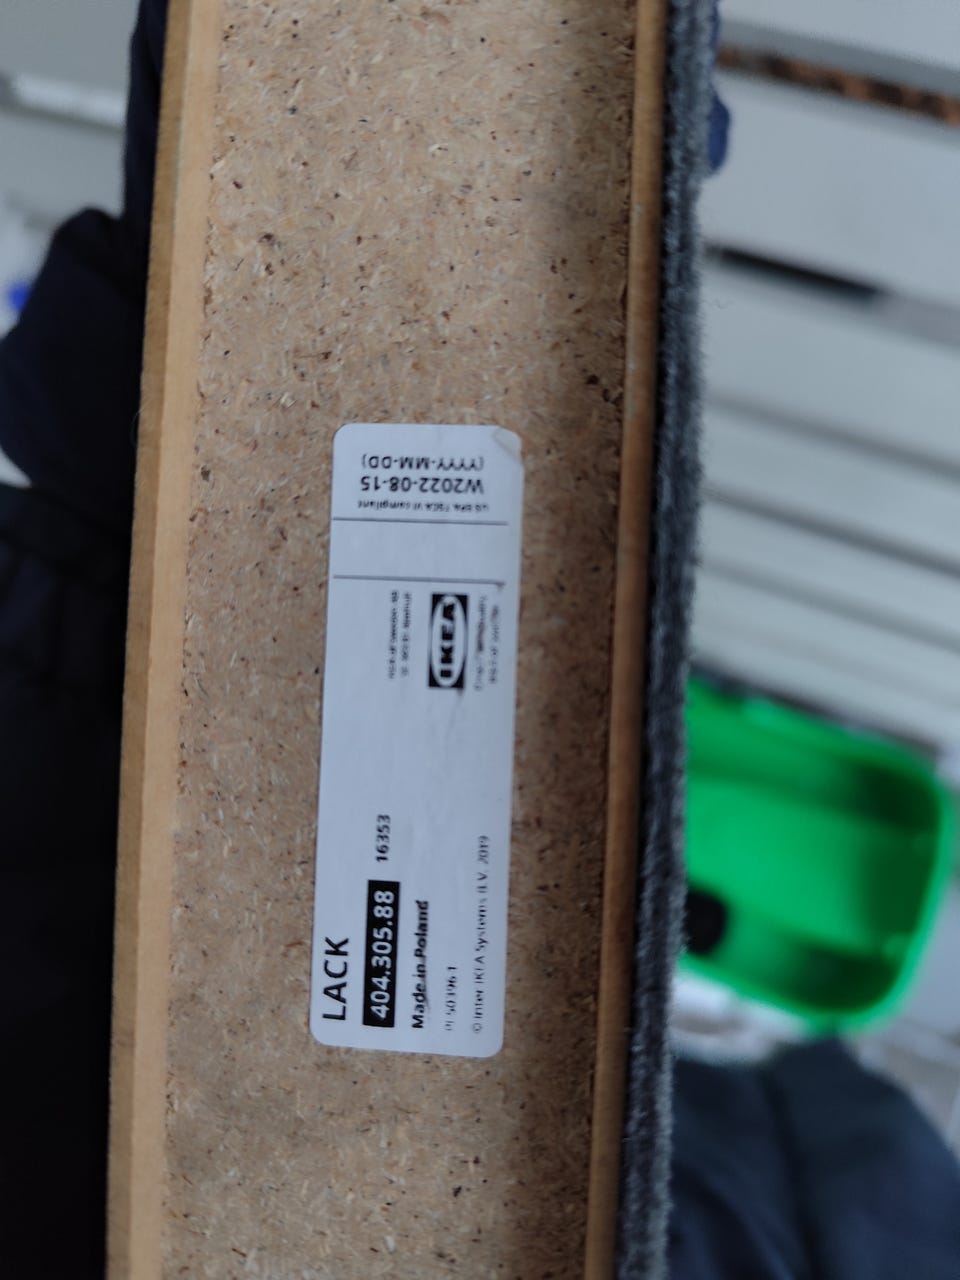 LACK
404.305.88 16353
Made in Poland
© Inter IKEA Systems B.V. 2019
IKEA
US EPA TSCA VI compliant
W2022-08-15
(YYYY-MM-DD)